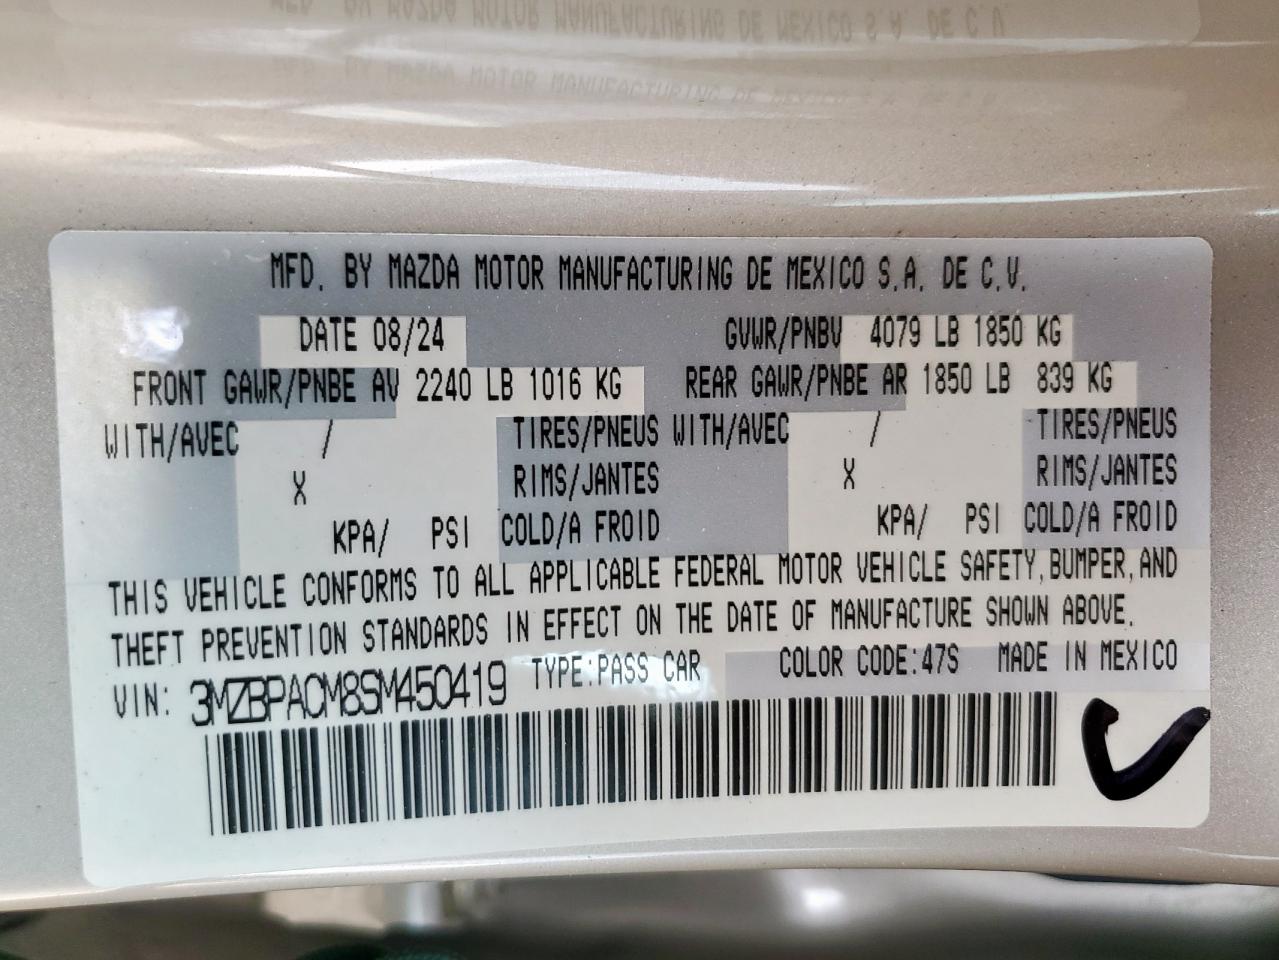 MFD. BY MAZDA MOTOR MANUFACTURING DE MEXICO S.A. DE C.V.
DATE 08/24 GVWR/PNBV 4079 LB 1850 KG
FRONT GAWR/PNBE AV 2240 LB 1016 KG REAR GAWR/PNBE AR 1850 LB 839 KG
WITH/AVEC / TIRES/PNEUS WITH/AVEC / TIRES/PNEUS
X RIMS/JANTES X RIMS/JANTES
KPA/ PSI COLD/A FROID KPA/ PSI COLD/A FROID
THIS VEHICLE CONFORMS TO ALL APPLICABLE FEDERAL MOTOR VEHICLE SAFETY, BUMPER, AND
THEFT PREVENTION STANDARDS IN EFFECT ON THE DATE OF MANUFACTURE SHOWN ABOVE.
VIN: 3MZBPACM8SM450419 TYPE:PASS CAR COLOR CODE:47S MADE IN MEXICO